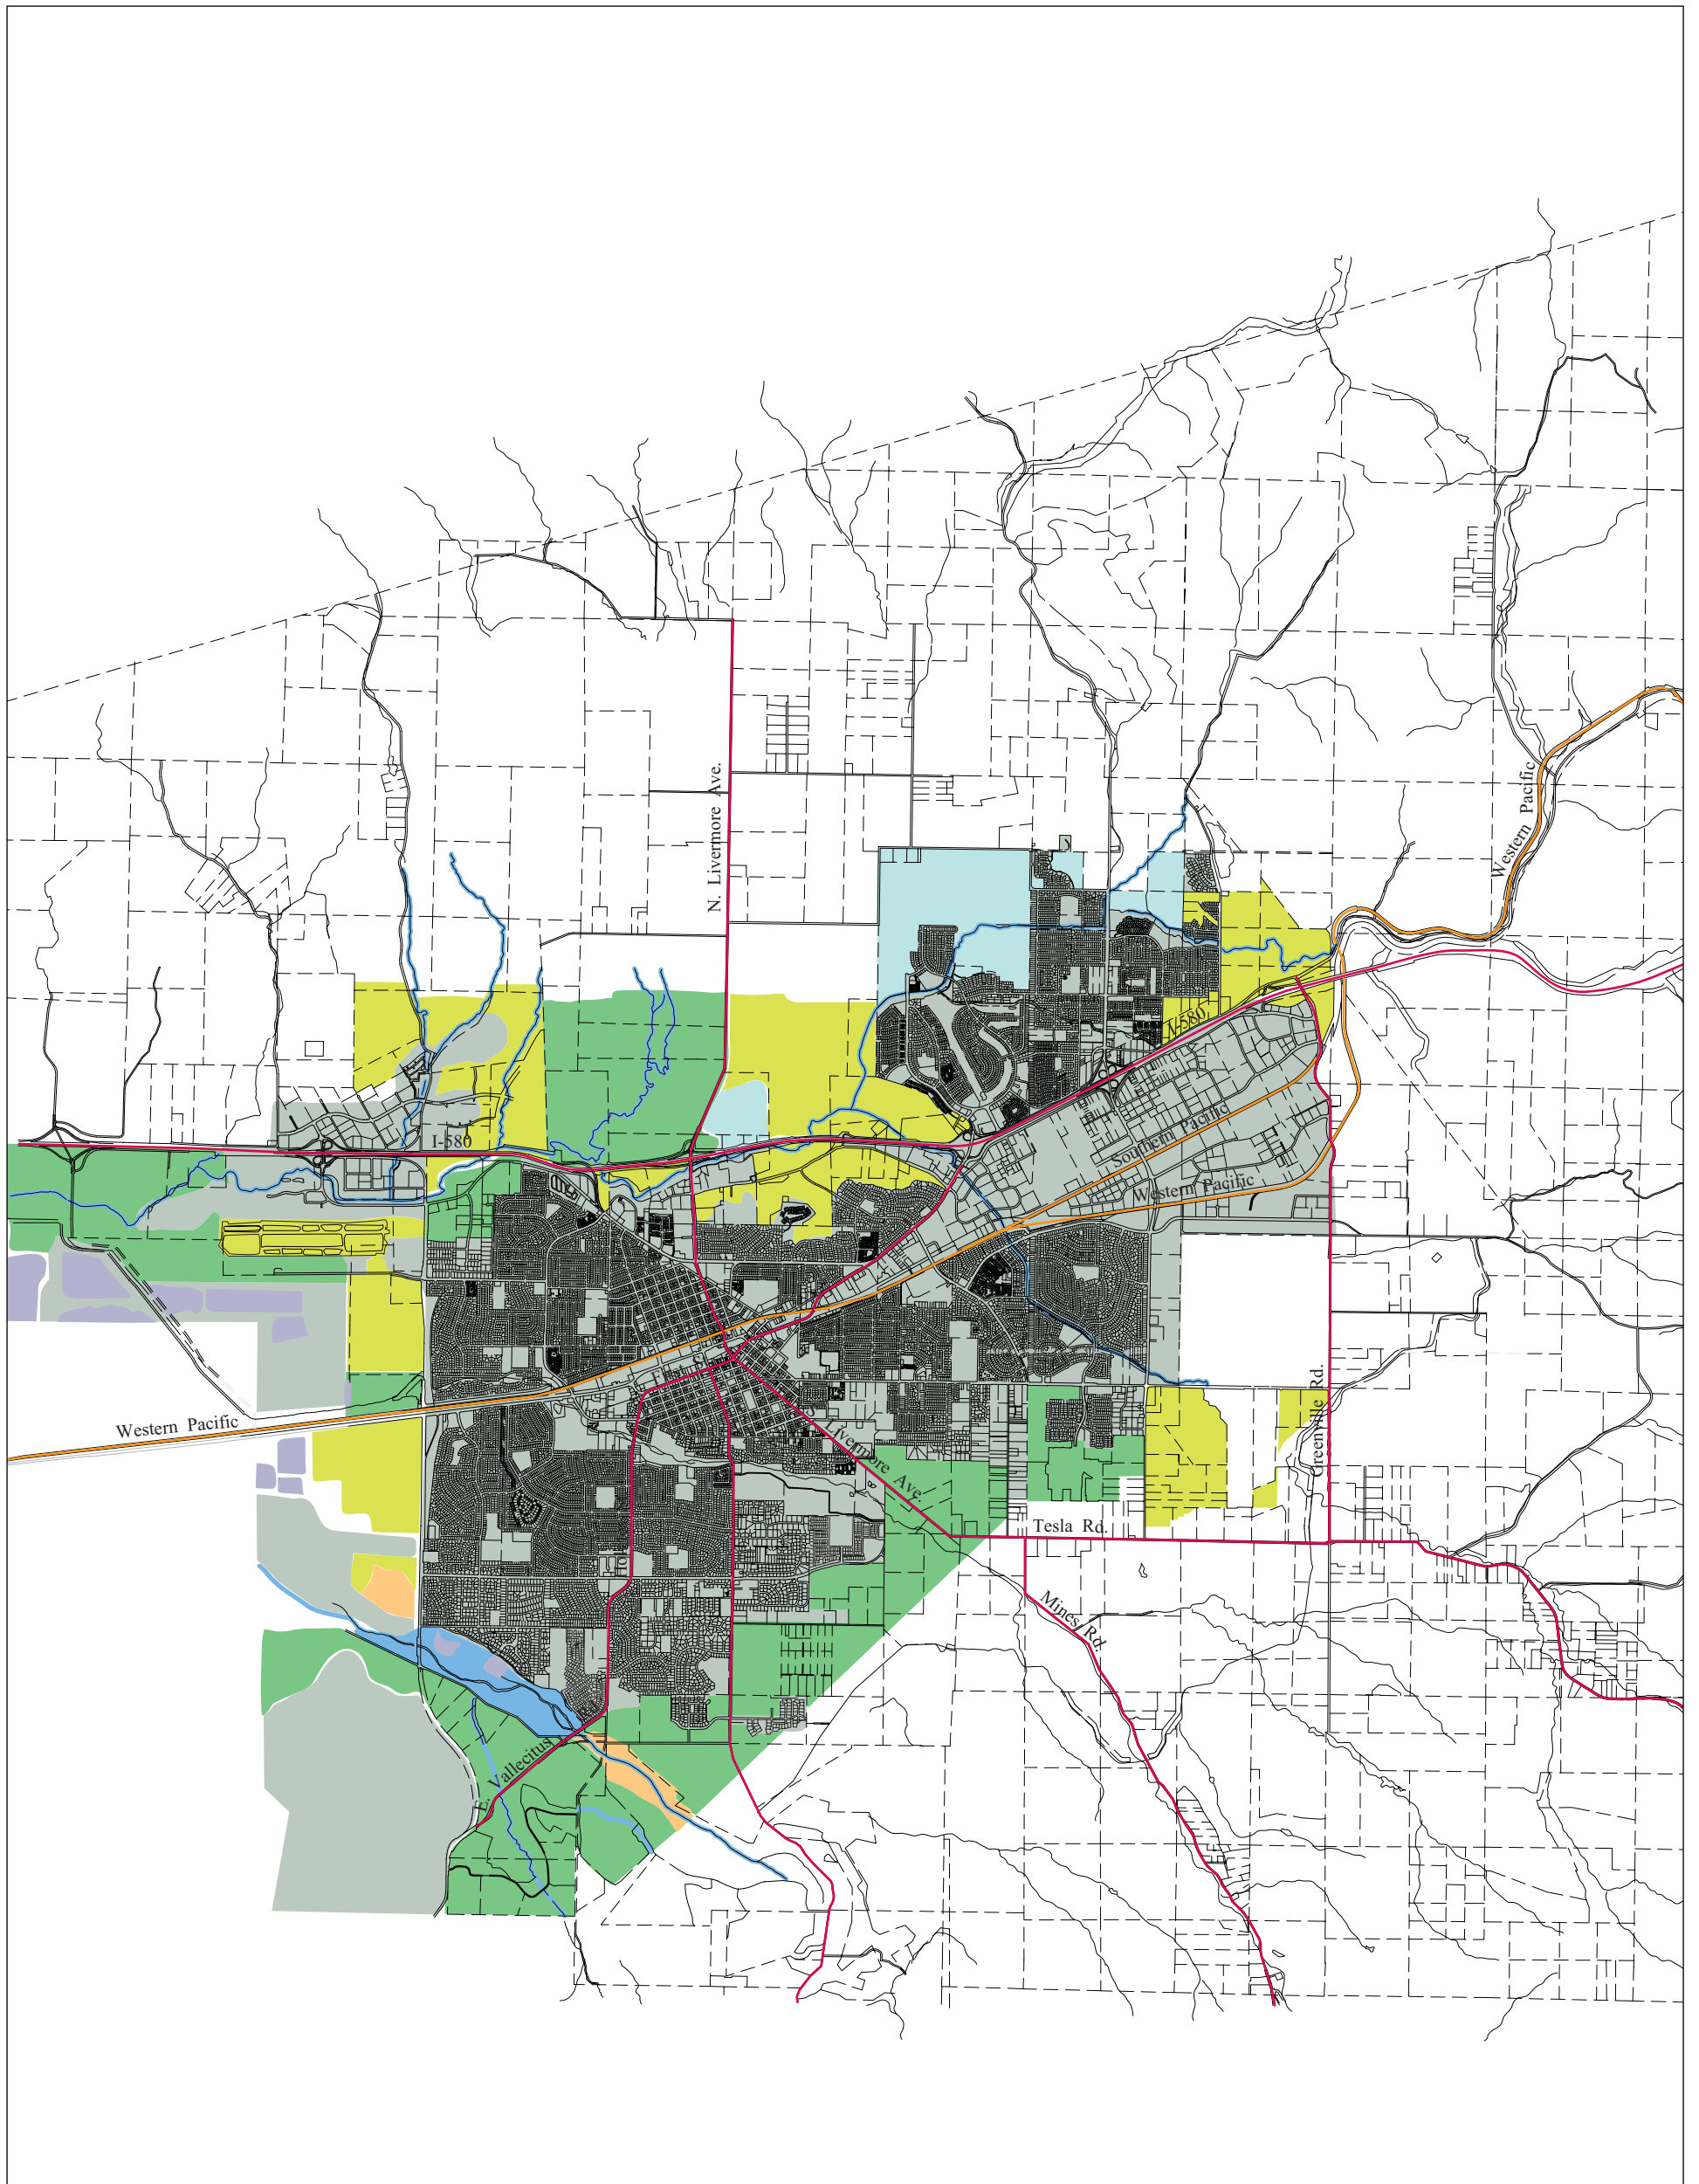 Western Pacific
N. Livermore Ave.
I-580
I-580
Southern Pacific
Western Pacific
Western Pacific
Greenville Rd.
Livermore Ave.
Tesla Rd.
Mines Rd.
E. Vallecitus Rd.